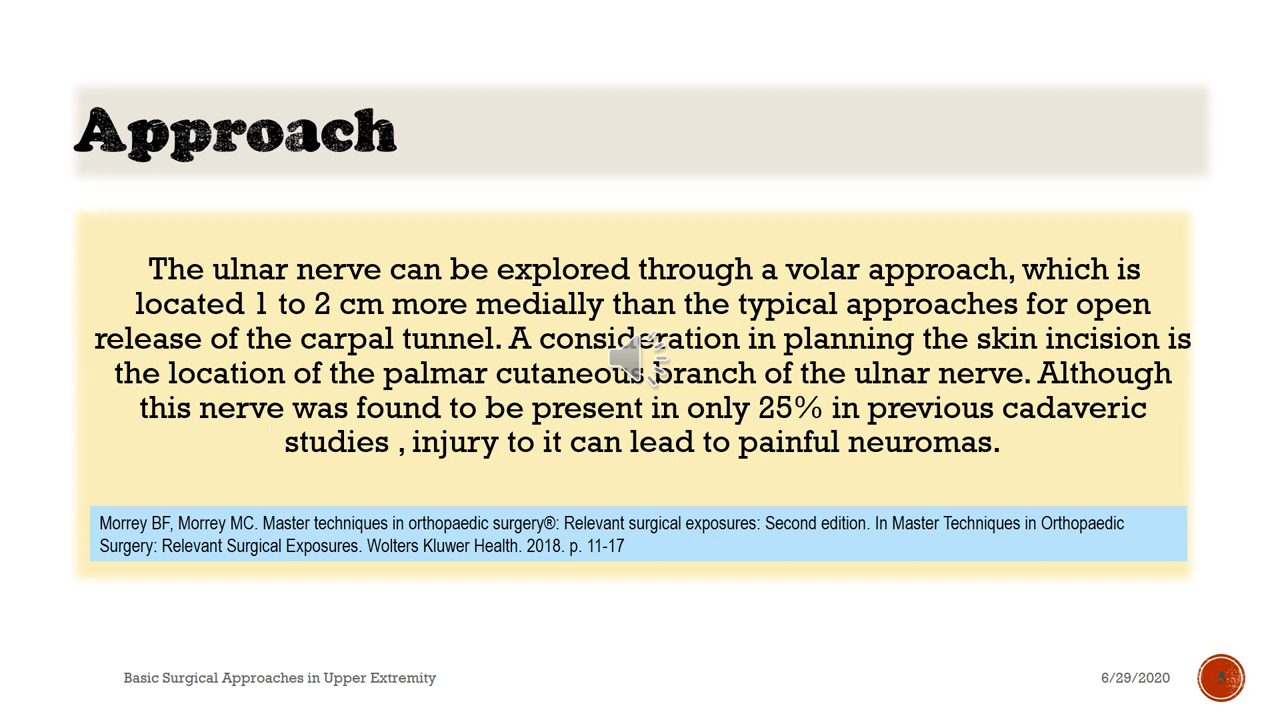 Approach
The ulnar nerve can be explored through a volar approach, which is
located 1 to 2 cm more medially than the typical approaches for open
release of the carpal tunnel. A consideration in planning the skin incision is
the location of the palmar cutaneous branch of the ulnar nerve. Although
this nerve was found to be present in only 25% in previous cadaveric
studies , injury to it can lead to painful neuromas.
Morrey BF, Morrey MC. Master techniques in orthopaedic surgery®: Relevant surgical exposures: Second edition. In Master Techniques in Orthopaedic
Surgery: Relevant Surgical Exposures. Wolters Kluwer Health. 2018. p. 11-17
Basic Surgical Approaches in Upper Extremity
6/29/2020
5